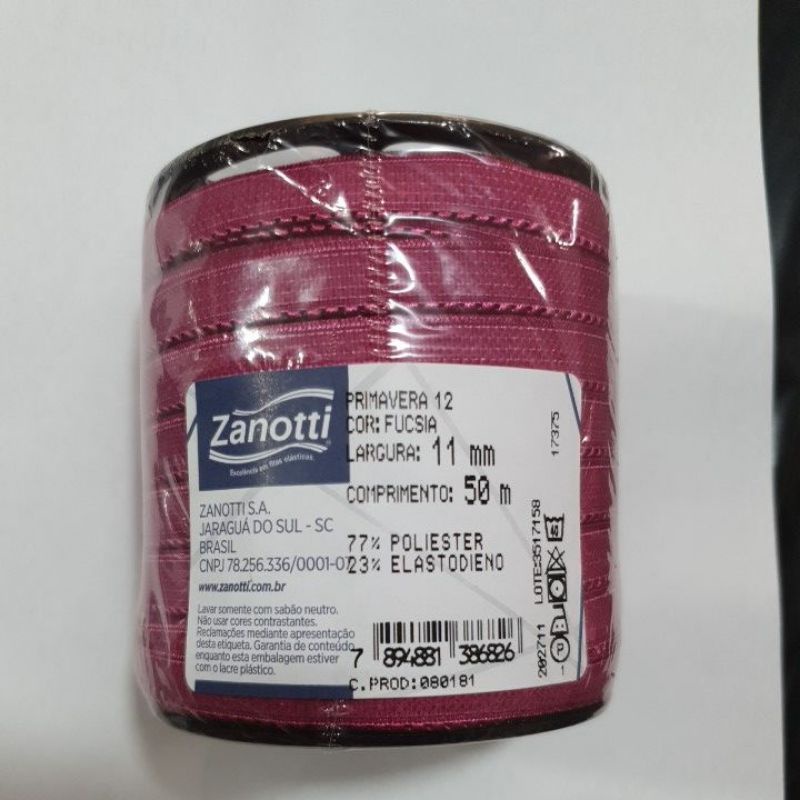 Zanotti
Excelência em fitas elásticas.
ZANOTTI S.A.
JARAGUÁ DO SUL - SC
BRASIL
CNPJ 78.256.336/0001-07
www.zanotti.com.br
Lavar somente com sabão neutro.
Não usar cores contrastantes.
Reclamações mediante apresentação
desta etiqueta. Garantia de conteúdo
enquanto esta embalagem estiver
com o lacre plástico.
PRIMAVERA 12
COR: FUCSIA
LARGURA: 11 mm
COMPRIMENTO: 50 m
77% POLIESTER
23% ELASTODIENO
7 894881 386826
C.PROD:080181
17375
LOTE:3517158
202711
1
P